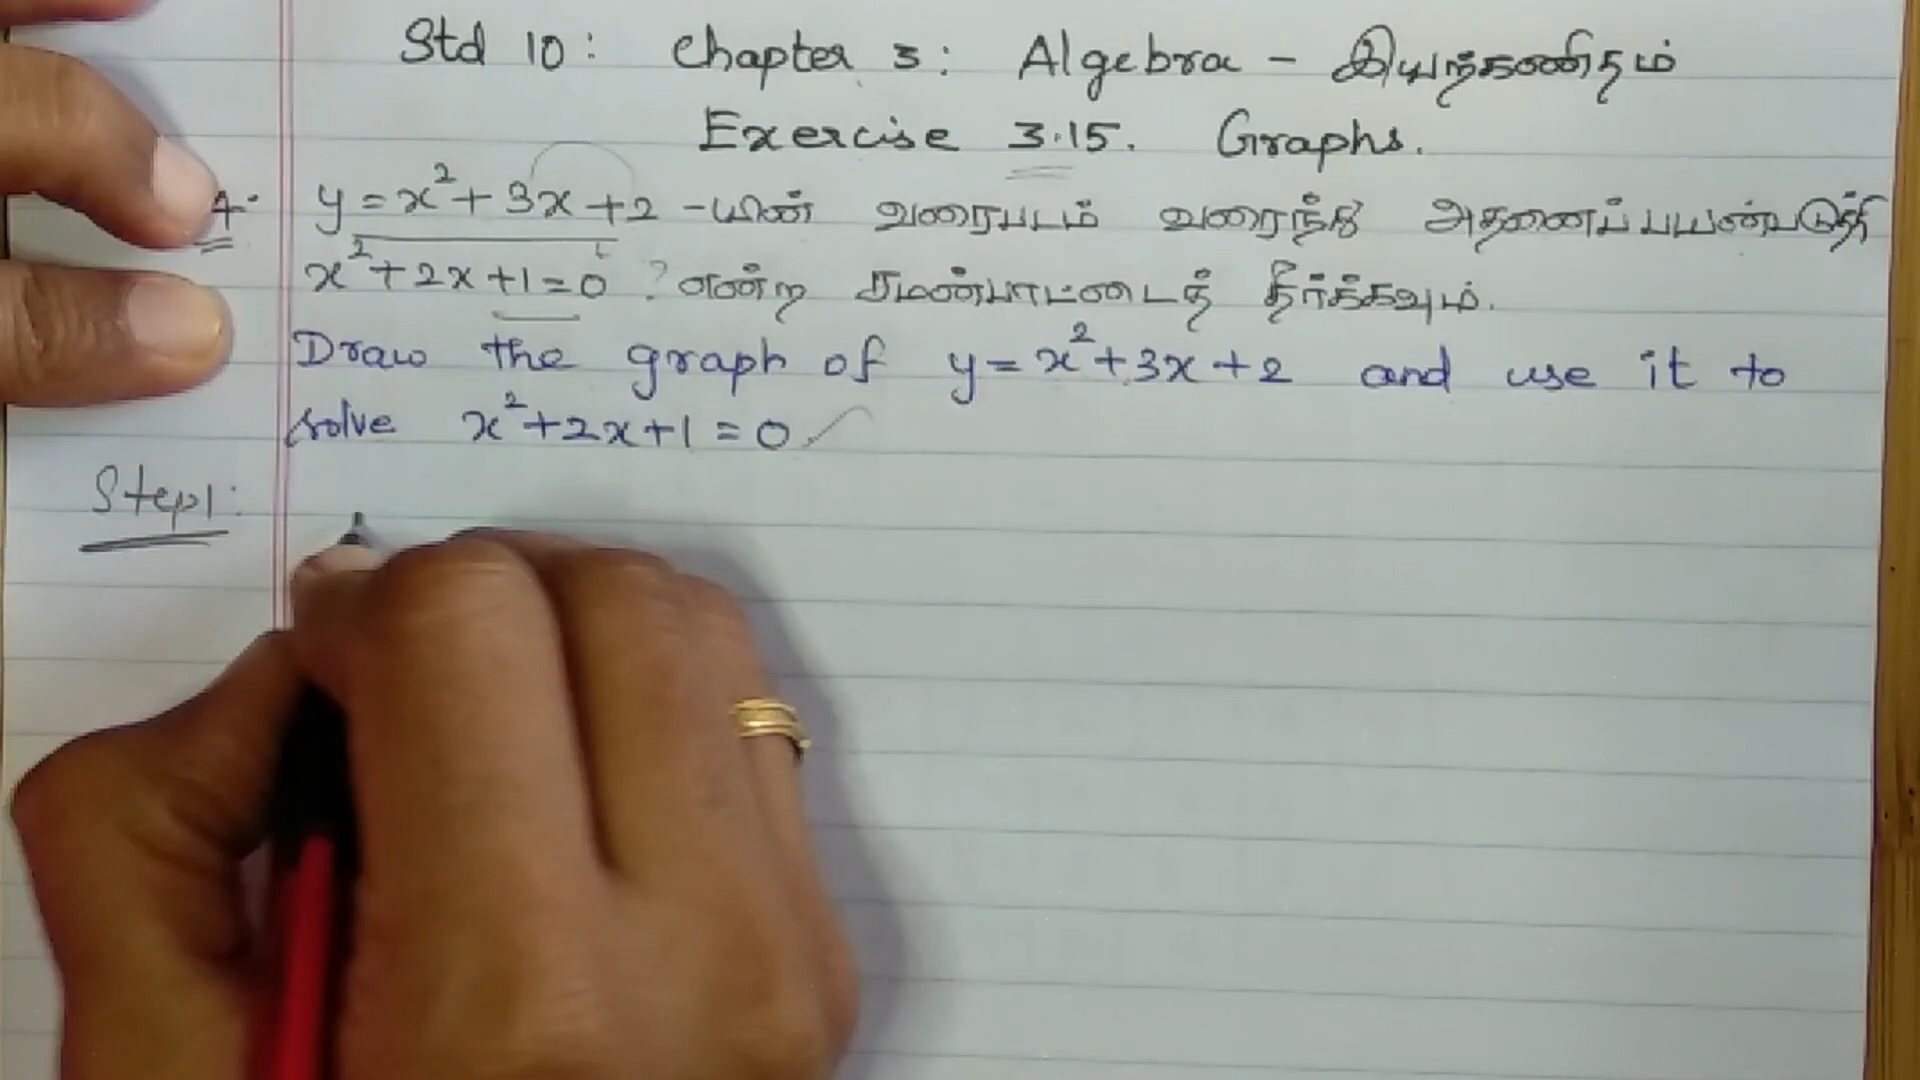 Std 10: Chapter 3: Algebra - இயற்கணிதம்
Exercise 3.15. Graphs.
4. y = x² + 3x + 2 -யின் வரைபடம் வரைந்து அதனைப் பயன்படுத்தி
x² + 2x + 1 = 0 ? என்ற சமன்பாட்டைத் தீர்க்கவும்.
Draw the graph of y = x² + 3x + 2 and use it to
solve x² + 2x + 1 = 0
Step1: